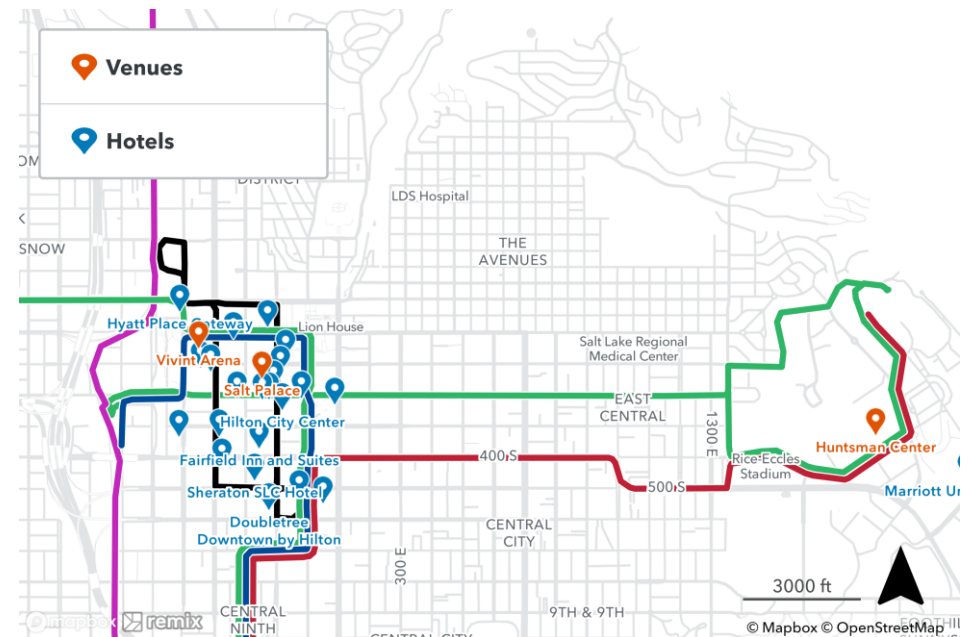 Venues
Hotels
DISTRICT
LDS Hospital
SNOW
THE
AVENUES
Hyatt Place Gateway
Lion House
Vivint Arena
Salt Lake Regional
Medical Center
Salt Palace
EAST
CENTRAL
Hilton City Center
1300 E
Huntsman Center
400 S
Fairfield Inn and Suites
Rice-Eccles
Stadium
500 S
Sheraton SLC Hotel
Marriott Un
Doubletree
Downtown by Hilton
CENTRAL
CITY
300 E
3000 ft
CENTRAL
NINTH
9TH & 9TH
mapbox remix
© Mapbox © OpenStreetMap